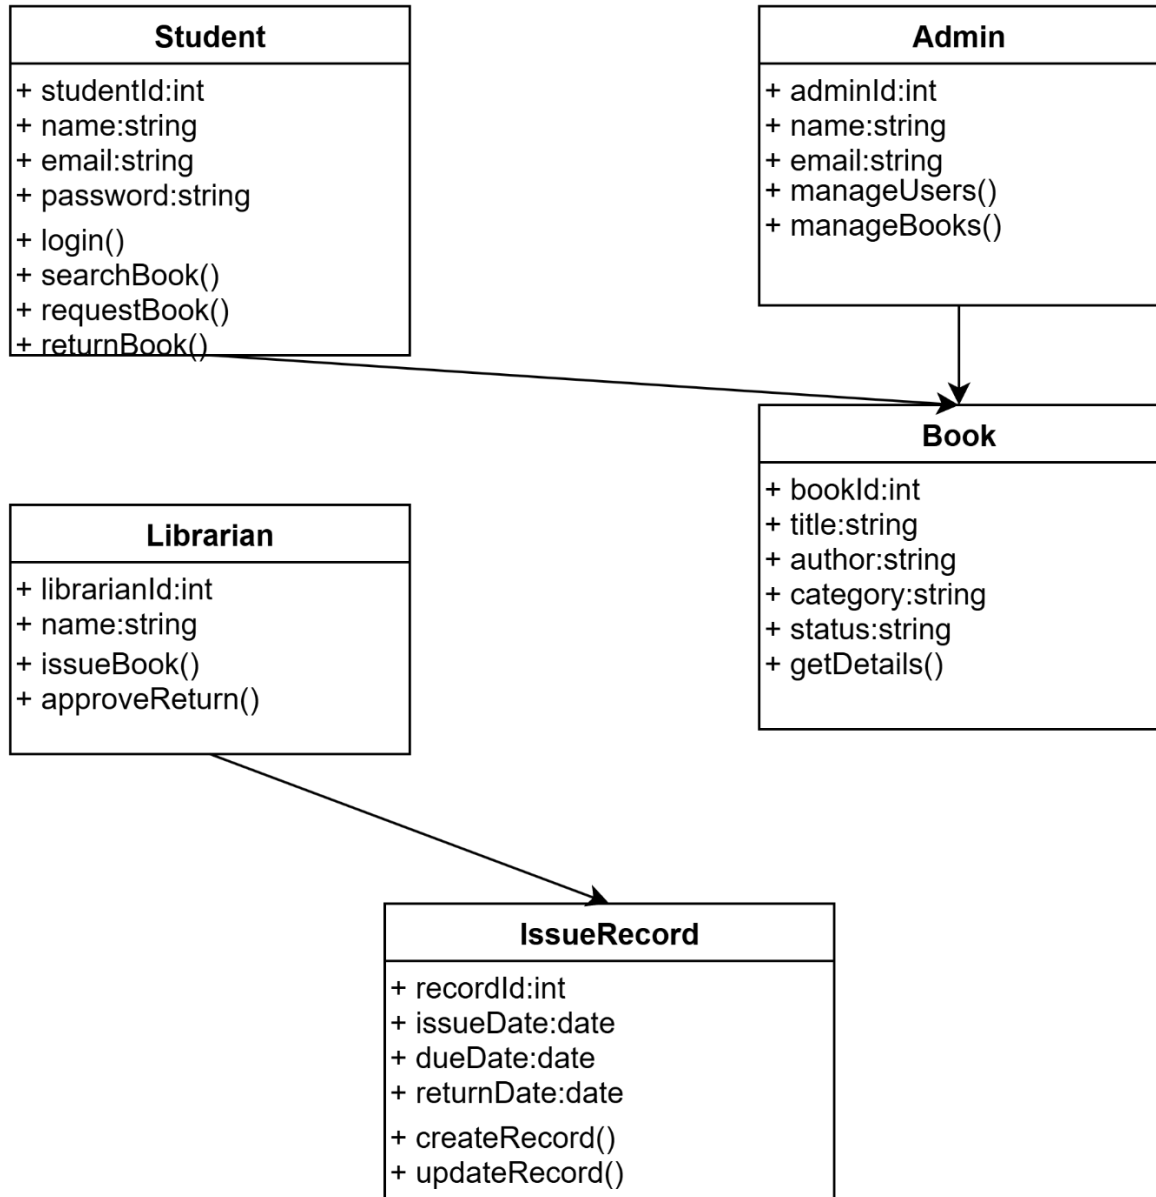 Student
+ studentId:int
+ name:string
+ email:string
+ password:string
+ login()
+ searchBook()
+ requestBook()
+ returnBook()
Admin
+ adminId:int
+ name:string
+ email:string
+ manageUsers()
+ manageBooks()
Book
+ bookId:int
+ title:string
+ author:string
+ category:string
+ status:string
+ getDetails()
Librarian
+ librarianId:int
+ name:string
+ issueBook()
+ approveReturn()
IssueRecord
+ recordId:int
+ issueDate:date
+ dueDate:date
+ returnDate:date
+ createRecord()
+ updateRecord()